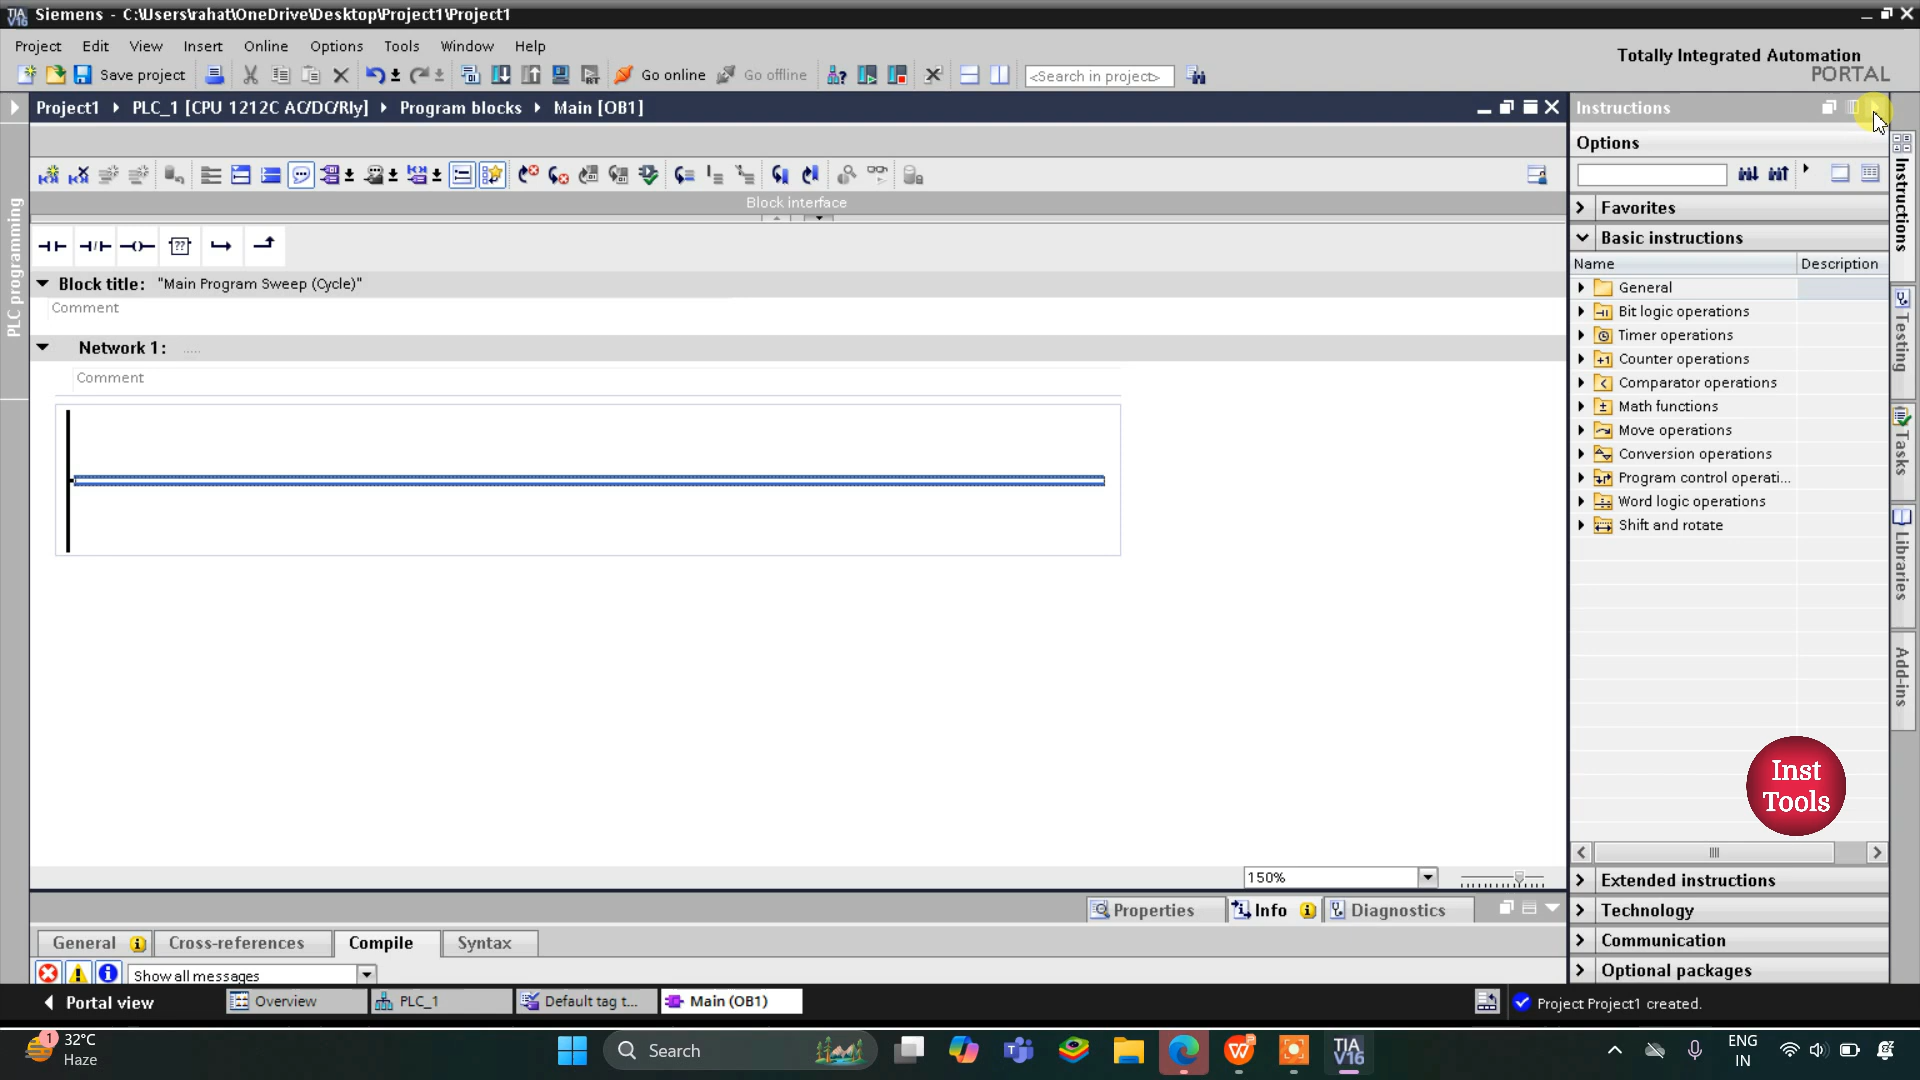 Siemens - C:\Users\rahat\OneDrive\Desktop\Project1\Project1
Project Edit View Insert Online Options Tools Window Help
Totally Integrated Automation
PORTAL
Save project
Go online
Go offline
<Search in project>
Project1 PLC_1 [CPU 1212C AC/DC/Rly] Program blocks Main [OB1]
Instructions
Options
Block interface
PLC programming
Block title: "Main Program Sweep (Cycle)"
Comment
Network 1: .....
Comment
Favorites
Basic instructions
Name Description
General
Bit logic operations
Timer operations
Counter operations
Comparator operations
Math functions
Move operations
Conversion operations
Program control operati...
Word logic operations
Shift and rotate
Inst
Tools
Extended instructions
Technology
Communication
Optional packages
Instructions
Testing
Tasks
Libraries
Add-ins
150%
Properties Info Diagnostics
General Cross-references Compile Syntax
Show all messages
Portal view Overview PLC_1 Default tag t... Main (OB1)
Project Project1 created.
1
32°C
Haze
Search
TIA
V16
ENG
IN